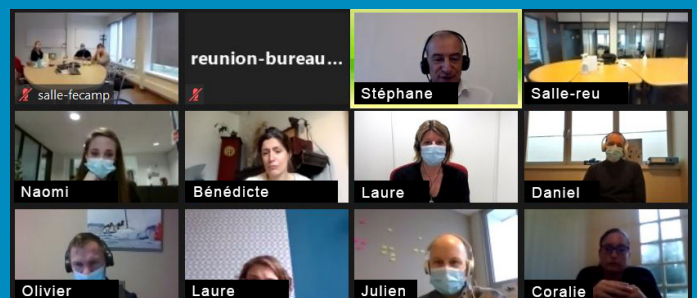 salle-fecamp
reunion-bureau...
Stéphane
Salle-reu
Naomi
Bénédicte
Laure
Daniel
Olivier
Laure
Julien
Coralie